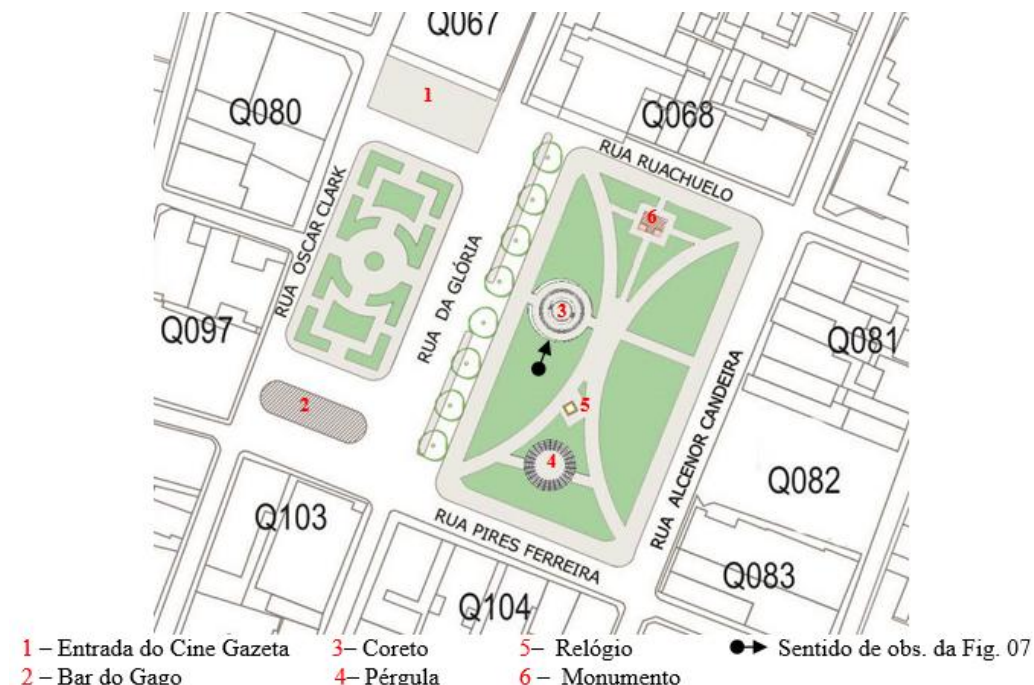 Q067
1
Q080
Q068
RUA RUACHUELO
RUA OSCAR CLARK
6
RUA DA GLÓRIA
3
Q097
Q081
2
5
RUA ALCENOR CANDEIRA
4
Q082
Q103
RUA PIRES FERREIRA
Q083
Q104
1 – Entrada do Cine Gazeta 3– Coreto 5– Relógio Sentido de obs. da Fig. 07
2 – Bar do Gago 4– Pérgula 6 – Monumento